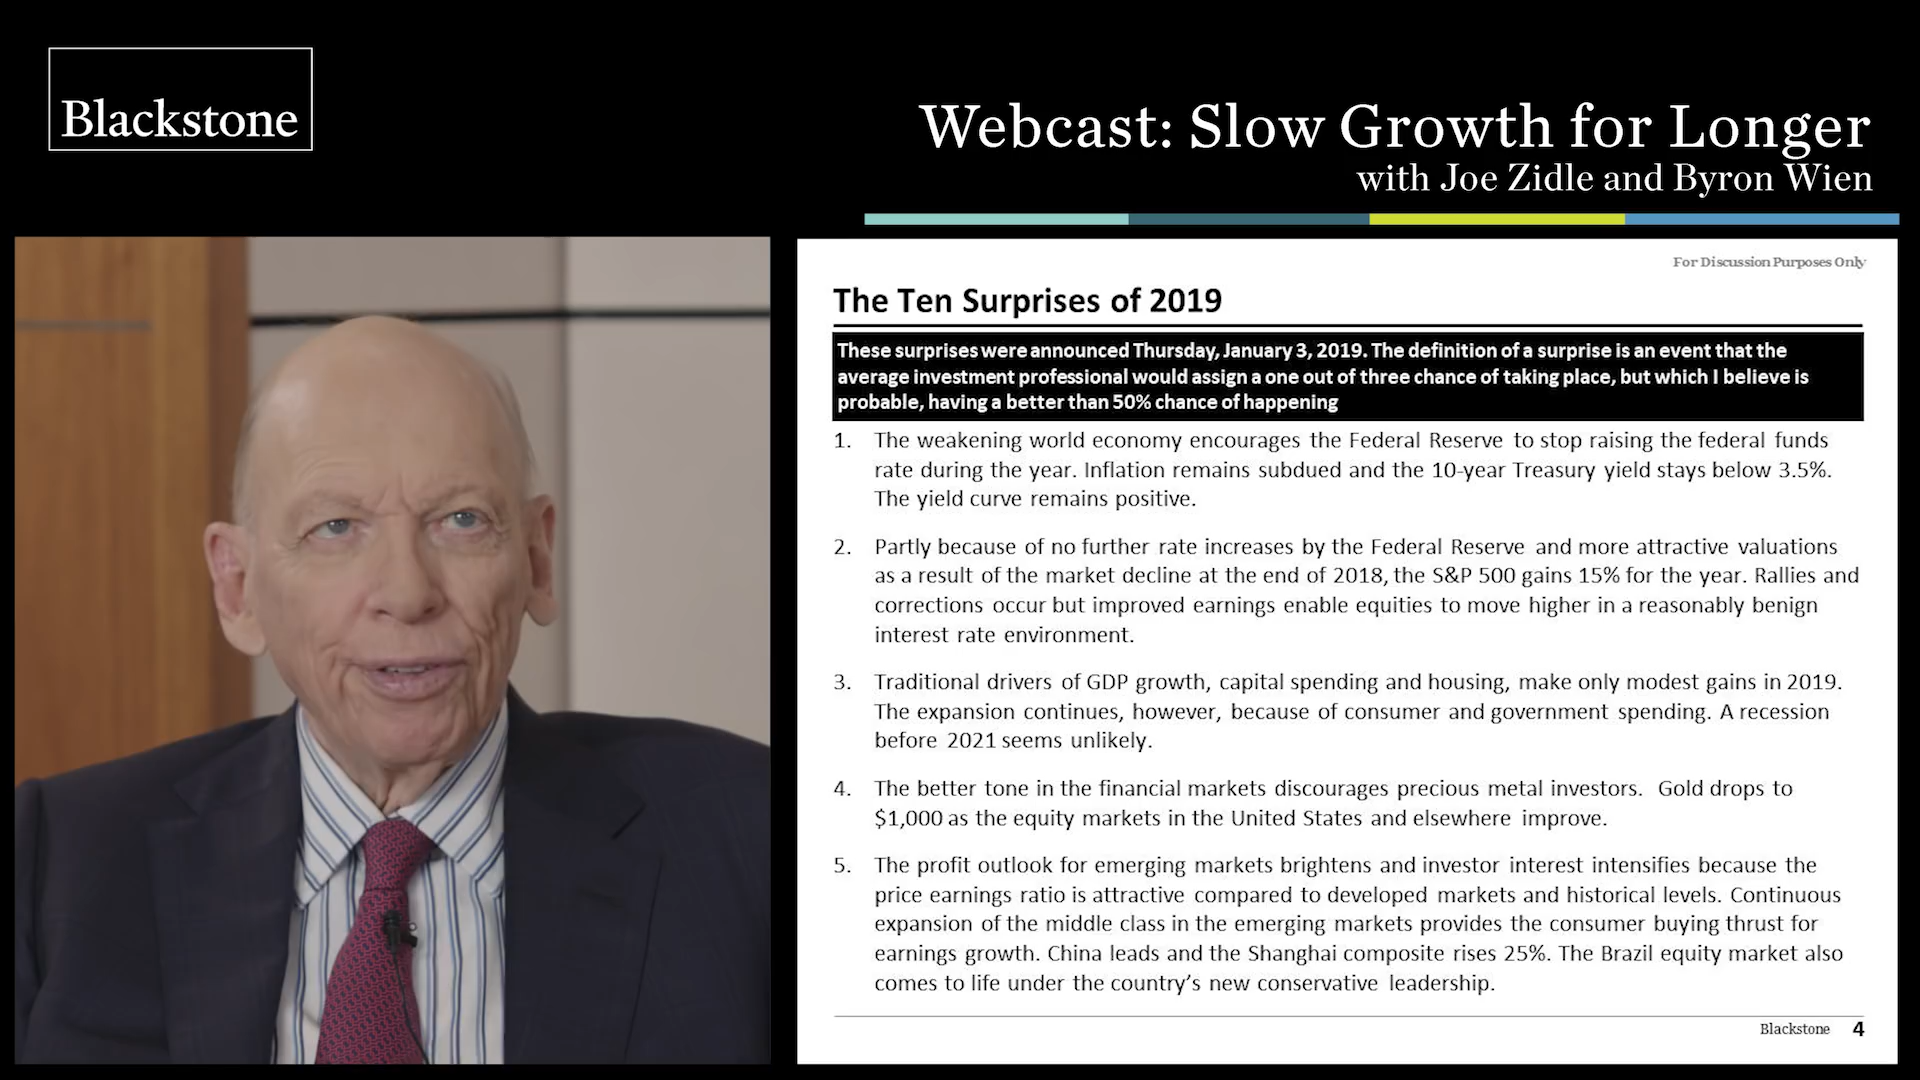 Blackstone
Webcast: Slow Growth for Longer
with Joe Zidle and Byron Wien
For Discussion Purposes Only
The Ten Surprises of 2019
These surprises were announced Thursday, January 3, 2019. The definition of a surprise is an event that the
average investment professional would assign a one out of three chance of taking place, but which I believe is
probable, having a better than 50% chance of happening
1. The weakening world economy encourages the Federal Reserve to stop raising the federal funds
rate during the year. Inflation remains subdued and the 10-year Treasury yield stays below 3.5%.
The yield curve remains positive.
2. Partly because of no further rate increases by the Federal Reserve and more attractive valuations
as a result of the market decline at the end of 2018, the S&P 500 gains 15% for the year. Rallies and
corrections occur but improved earnings enable equities to move higher in a reasonably benign
interest rate environment.
3. Traditional drivers of GDP growth, capital spending and housing, make only modest gains in 2019.
The expansion continues, however, because of consumer and government spending. A recession
before 2021 seems unlikely.
4. The better tone in the financial markets discourages precious metal investors. Gold drops to
$1,000 as the equity markets in the United States and elsewhere improve.
5. The profit outlook for emerging markets brightens and investor interest intensifies because the
price earnings ratio is attractive compared to developed markets and historical levels. Continuous
expansion of the middle class in the emerging markets provides the consumer buying thrust for
earnings growth. China leads and the Shanghai composite rises 25%. The Brazil equity market also
comes to life under the country's new conservative leadership.
Blackstone 4